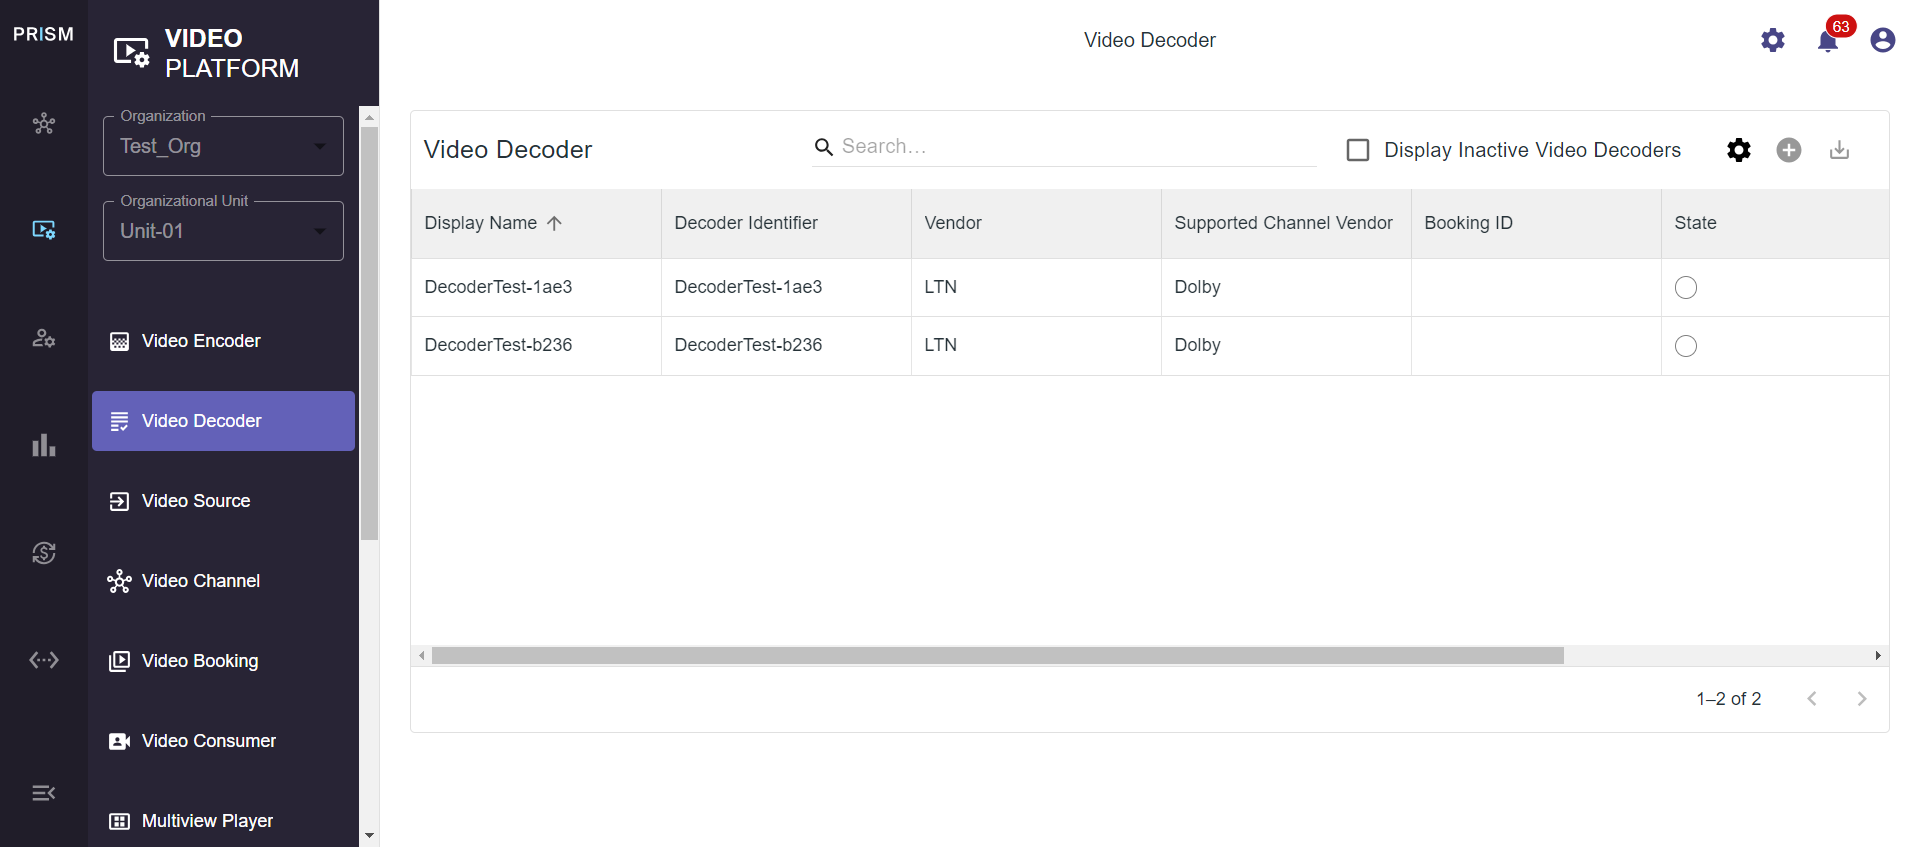 PRISM
VIDEO
PLATFORM
Organization
Test_Org
Organizational Unit
Unit-01
Video Encoder
Video Decoder
Video Source
Video Channel
Video Booking
Video Consumer
Multiview Player
Video Decoder
63
Video Decoder
Search...
Display Inactive Video Decoders
Display Name Decoder Identifier Vendor Supported Channel Vendor Booking ID State
DecoderTest-1ae3 DecoderTest-1ae3 LTN Dolby
DecoderTest-b236 DecoderTest-b236 LTN Dolby
1–2 of 2